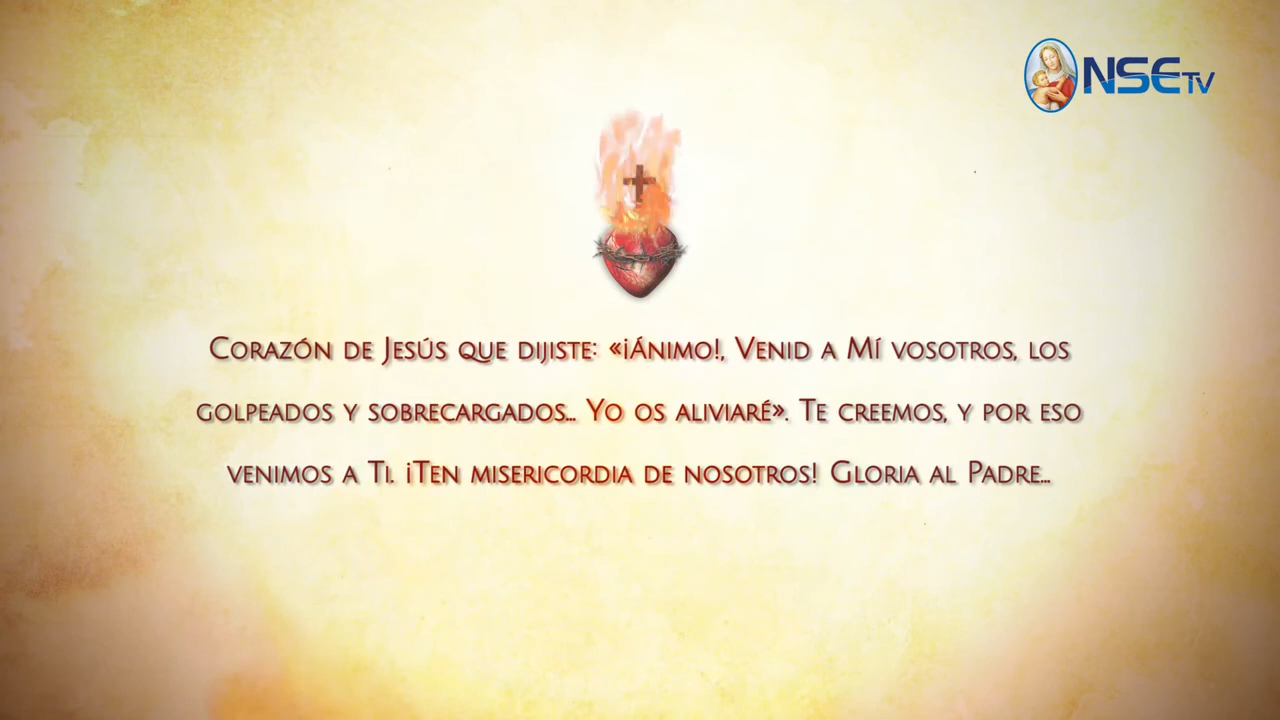 NSETV
Corazón de Jesús que dijiste: «¡Ánimo!, Venid a Mí vosotros, los
golpeados y sobrecargados... Yo os aliviaré». Te creemos, y por eso
venimos a Ti. ¡Ten misericordia de nosotros! Gloria al Padre...